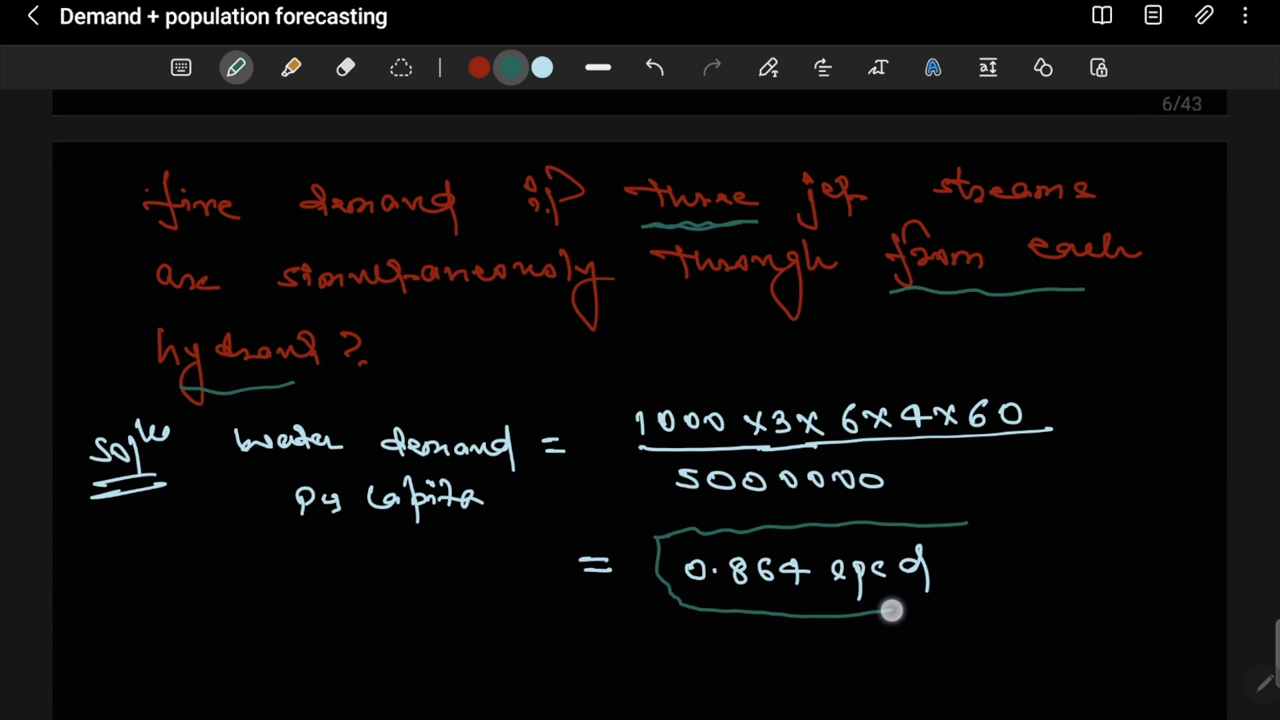 Demand + population forecasting
6/43
fire demand if three jet streams
are simultaneously through from each
hydrant?
Soln water demand = 1000 x 3 x 6 x 4 x 60
per capita 5000000
= 0.864 lpcd